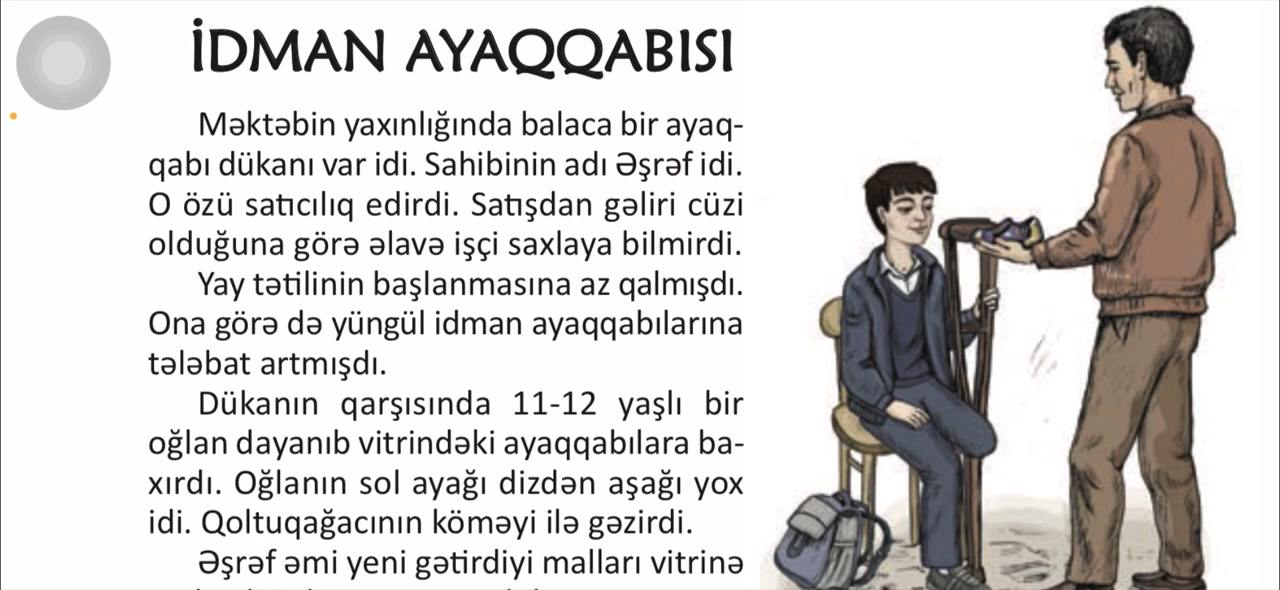 İDMAN AYAQQABISI
Məktəbin yaxınlığında balaca bir ayaq-
qabı dükanı var idi. Sahibinin adı Əşrəf idi.
O özü satıcılıq edirdi. Satışdan gəliri cüzi
olduğuna görə əlavə işçi saxlaya bilmirdi.
Yay tətilinin başlanmasına az qalmışdı.
Ona görə də yüngül idman ayaqqabılarına
tələbat artmışdı.
Dükanın qarşısında 11-12 yaşlı bir
oğlan dayanıb vitrindəki ayaqqabılara ba-
xırdı. Oğlanın sol ayağı dizdən aşağı yox
idi. Qoltuqağacının köməyi ilə gəzirdi.
Əşrəf əmi yeni gətirdiyi malları vitrinə